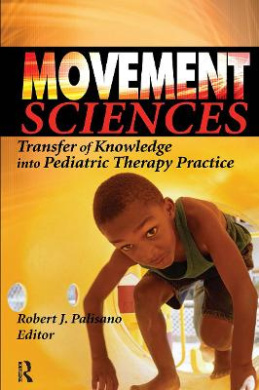 MOVEMENT
SCIENCES
Transfer of Knowledge
into Pediatric Therapy Practice
Robert J. Palisano
Editor
R